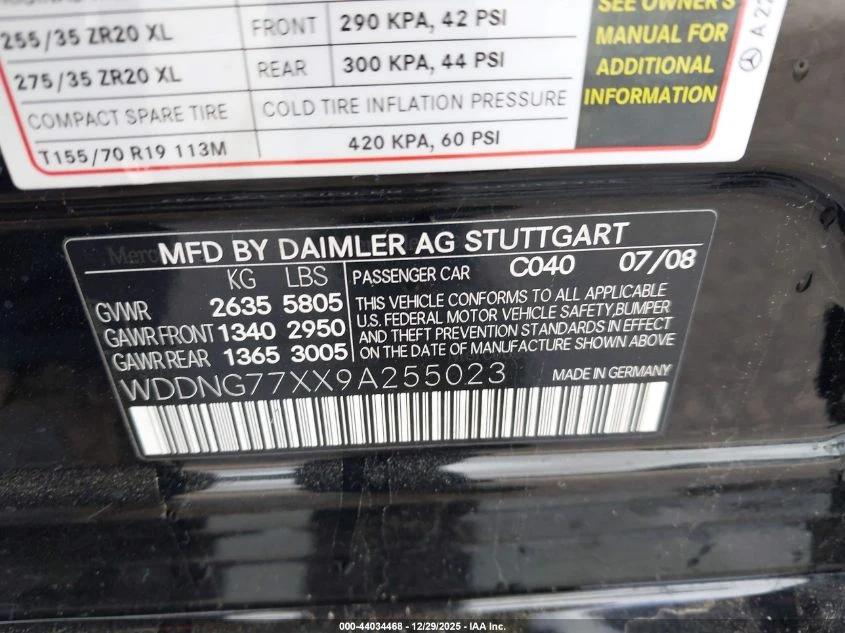 255/35 ZR20 XL FRONT 290 KPA, 42 PSI
275/35 ZR20 XL REAR 300 KPA, 44 PSI
COMPACT SPARE TIRE COLD TIRE INFLATION PRESSURE
T155/70 R19 113M 420 KPA, 60 PSI
SEE OWNER'S
MANUAL FOR
ADDITIONAL
INFORMATION
A 22
MFD BY DAIMLER AG STUTTGART
KG LBS
GVWR 2635 5805
GAWR FRONT 1340 2950
GAWR REAR 1365 3005
PASSENGER CAR C040 07/08
THIS VEHICLE CONFORMS TO ALL APPLICABLE
U.S. FEDERAL MOTOR VEHICLE SAFETY,BUMPER
AND THEFT PREVENTION STANDARDS IN EFFECT
ON THE DATE OF MANUFACTURE SHOWN ABOVE.
WDDNG77XX9A255023 MADE IN GERMANY
000-44034468 - 12/29/2025 - IAA Inc.